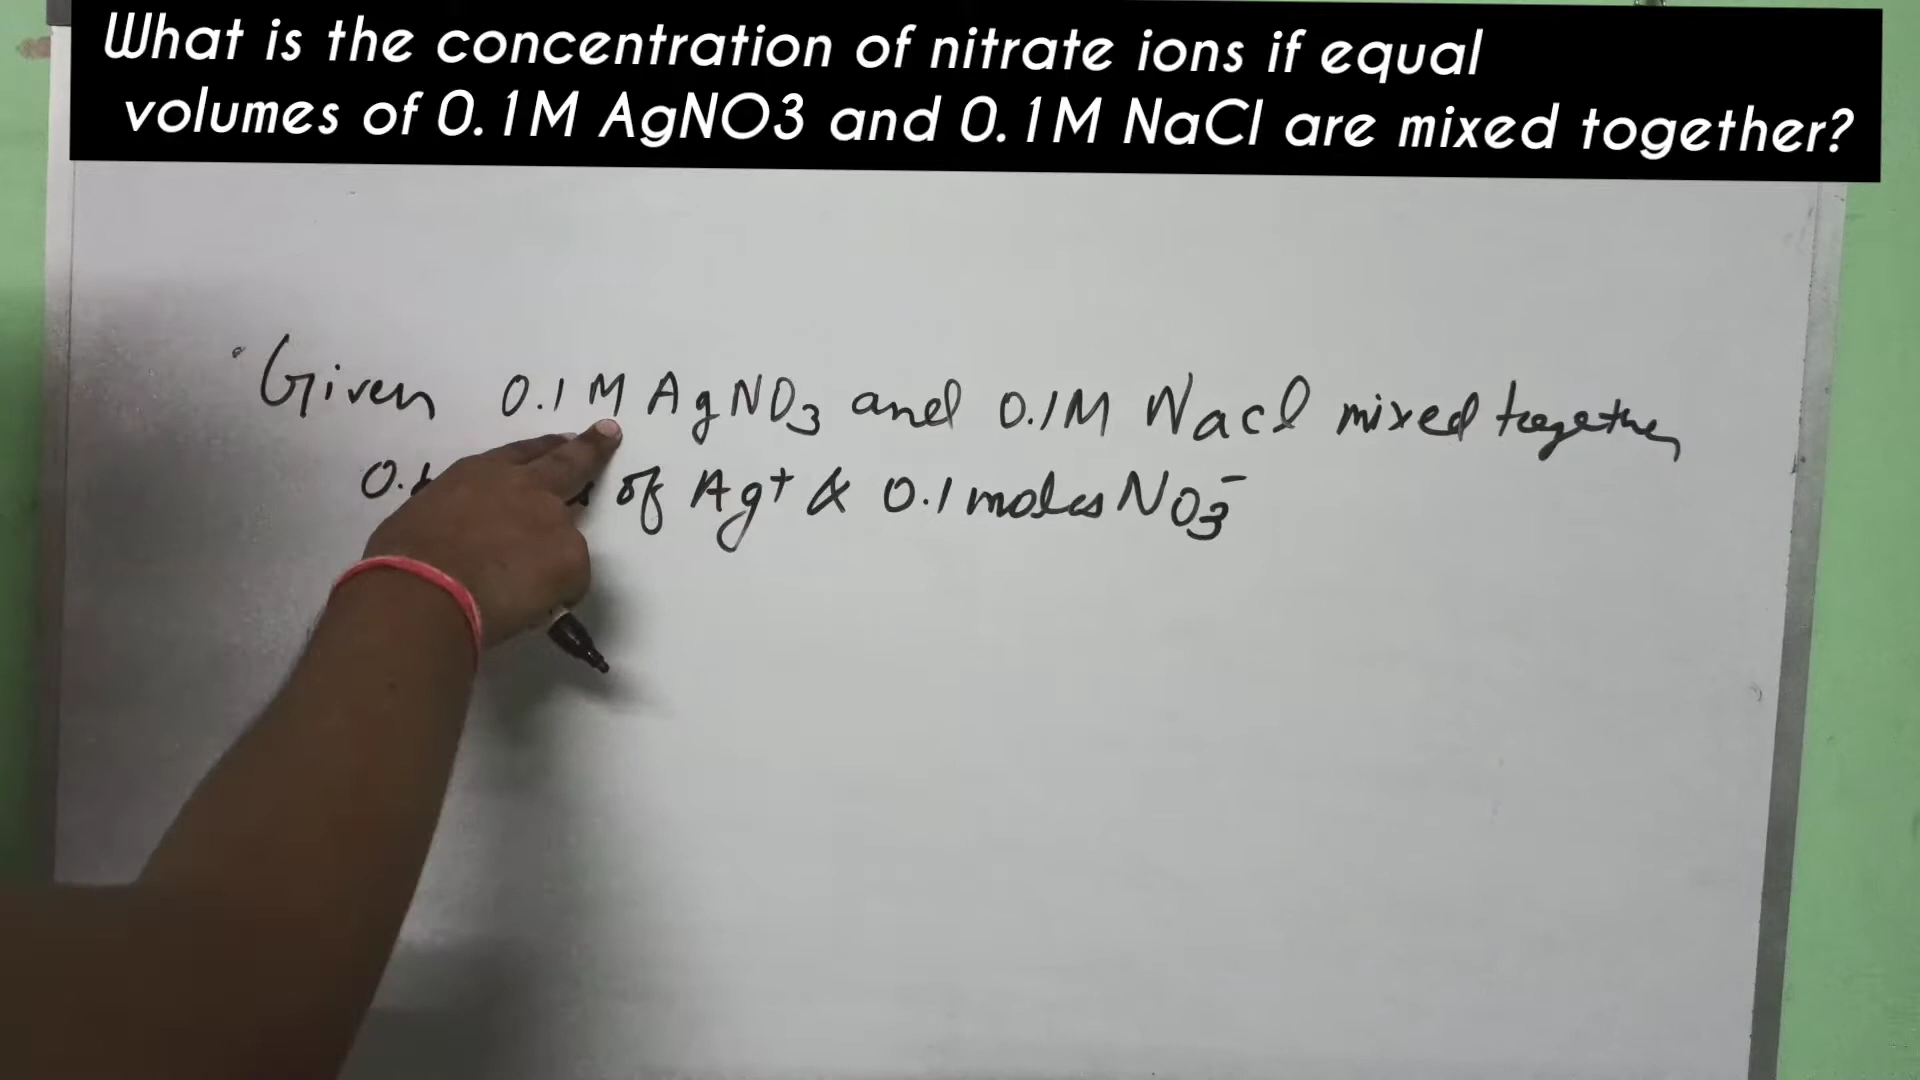 What is the concentration of nitrate ions if equal
volumes of 0.1M AgNO3 and 0.1M NaCl are mixed together?
Given 0.1M AgNO3 and 0.1M Nacl mixed together
of Ag+ & 0.1 moles NO3-